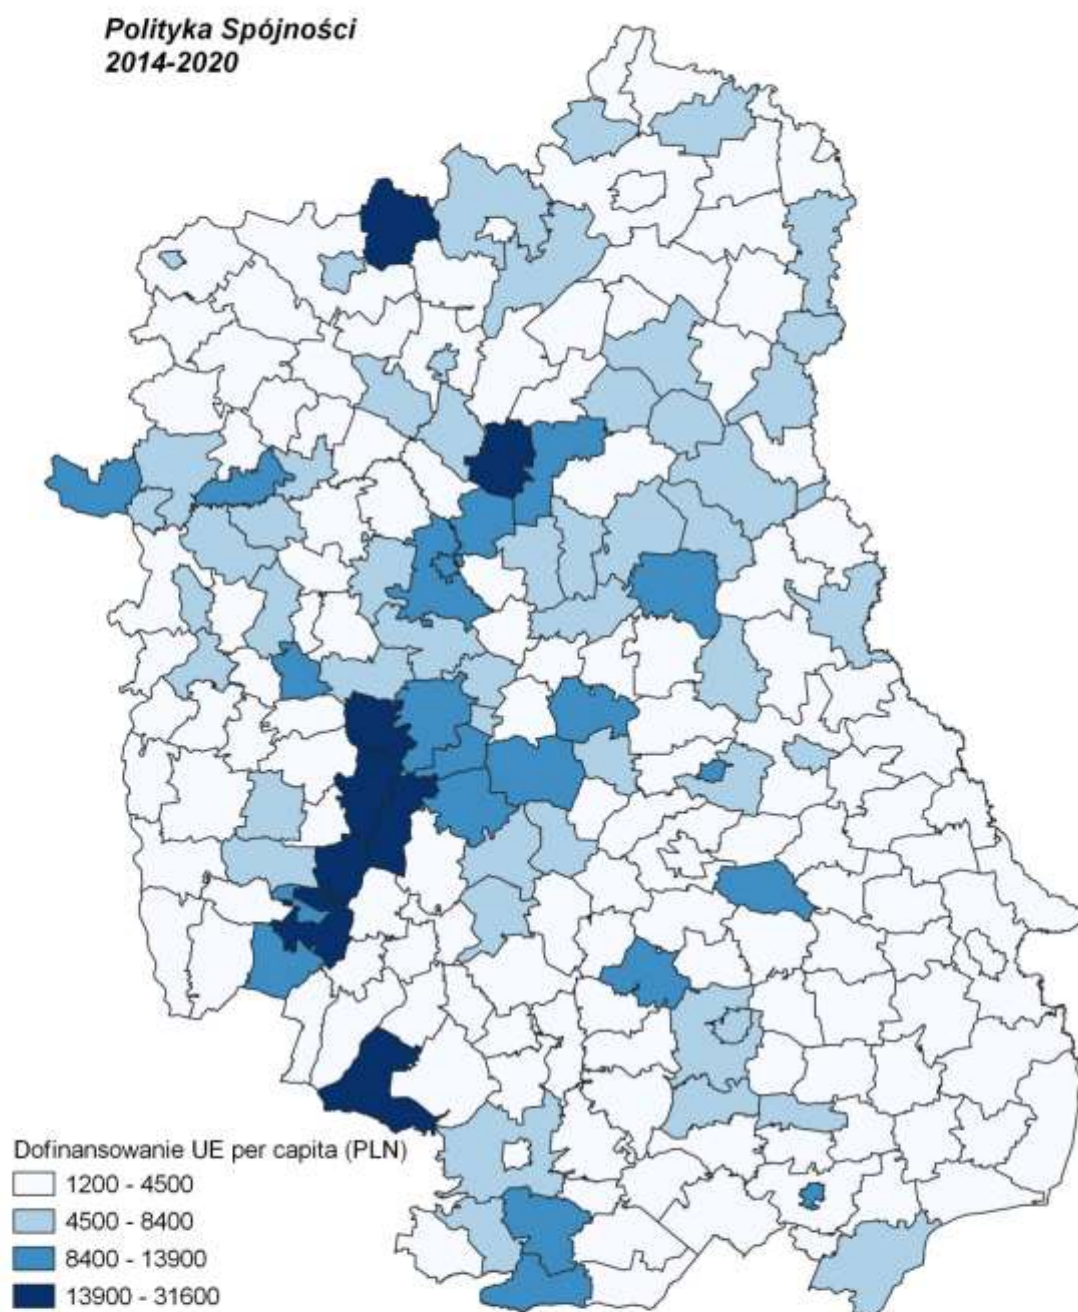 Polityka Spójności
2014-2020
Dofinansowanie UE per capita (PLN)
1200 - 4500
4500 - 8400
8400 - 13900
13900 - 31600